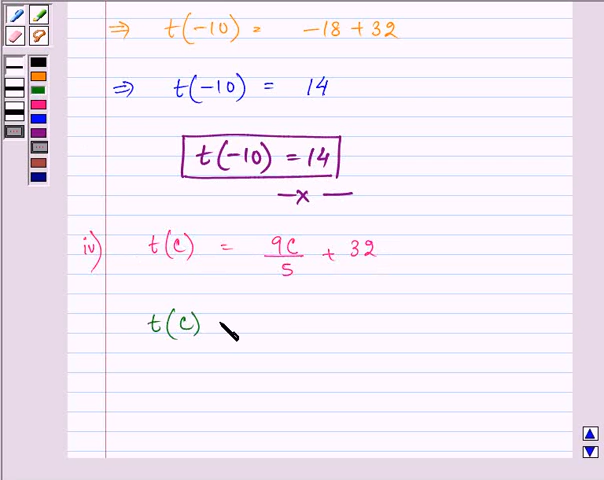 ⇒ t(-10) = -18 + 32
⇒ t(-10) = 14
t(-10) = 14
—x—
iv) t(C) = 9C/5 + 32
t(C)